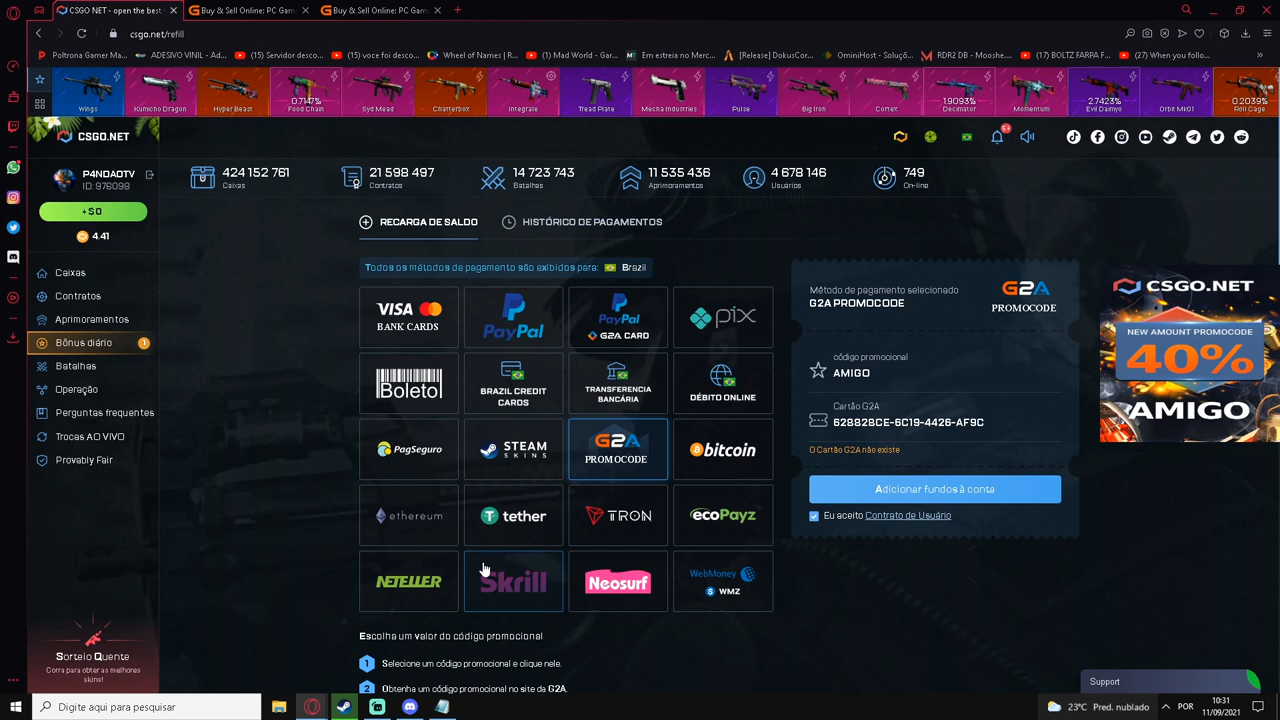 CSGO NET - open the best
Buy & Sell Online: PC Gam
Buy & Sell Online: PC Gam
csgo.net/refill
Poltrona Gamer Ma...
ADESIVO VINIL - Ad...
(15) Servidor desco...
(15) voce foi desco...
Wheel of Names | R...
(1) Mad World - Gar...
Em estreia no Merc...
[Release] DokusCor...
OminiHost - Soluçõ...
RDR2 DB - Mooshe...
(17) BOLTZ FARPA F...
(27) When you follo...
Wings
Kumicho Dragon
Hyper Beast
0.7147%
Food Chain
Syd Mead
Chatterbox
Integrale
Tread Plate
Mecha Industries
Pulse
Big Iron
Cortex
1.9093%
Decimator
Momentum
2.7423%
Evil Daimyo
Orbit Mk01
0.2039%
Roll Cage
CSGO.NET
5+
P4NDAOTV
ID: 976098
+$0
4.41
424 152 761
Caixas
21 598 497
Contratos
14 723 743
Batalhas
11 535 436
Aprimoramentos
4 678 146
Usuários
749
On-line
RECARGA DE SALDO
HISTÓRICO DE PAGAMENTOS
Caixas
Contratos
Aprimoramentos
Bônus diário 1
Batalhas
Operação
Perguntas frequentes
Trocas AO VIVO
Provably Fair
Sorteio Quente
Corra para obter as melhores
skins!
Todos os métodos de pagamento são exibidos para: Brazil
VISA
BANK CARDS
PayPal
PayPal
G2A CARD
pix
Boleto
BRAZIL CREDIT
CARDS
TRANSFERENCIA
BANCÁRIA
DÉBITO ONLINE
PagSeguro
STEAM
SKINS
G2A
PROMOCODE
bitcoin
ethereum
tether
TRON
ecoPayz
NETELLER
Skrill
Neosurf
WebMoney
WMZ
Escolha um valor do código promocional
1 Selecione um código promocional e clique nele.
2 Obtenha um código promocional no site da G2A.
Método de pagamento selecionado
G2A PROMOCODE
G2A
PROMOCODE
código promocional
AMIGO
Cartão G2A
628828CE-6C19-4426-AF9C
O Cartão G2A não existe
Adicionar fundos à conta
Eu aceito Contrato de Usuário
CSGO.NET
NEW AMOUNT PROMOCODE
40%
AMIGO
Support
Digite aqui para pesquisar
23°C Pred. nublado
POR
10:31
11/09/2021